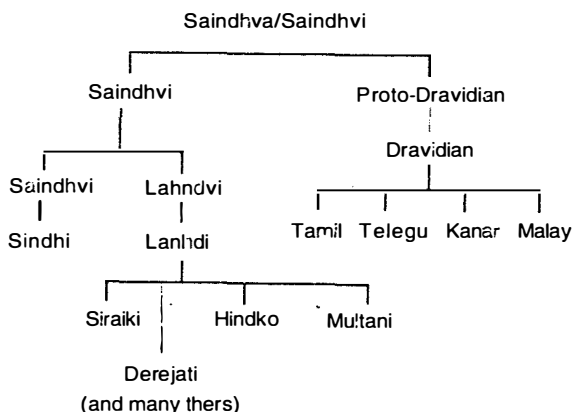 Saindhva/Saindhvi
Saindhvi Proto-Dravidian
Dravidian
Saindhvi Lahndvi
Tamil Telegu Kanar Malay
Sindhi Lanhdi
Siraiki Hindko Multani
Derejati
(and many thers)